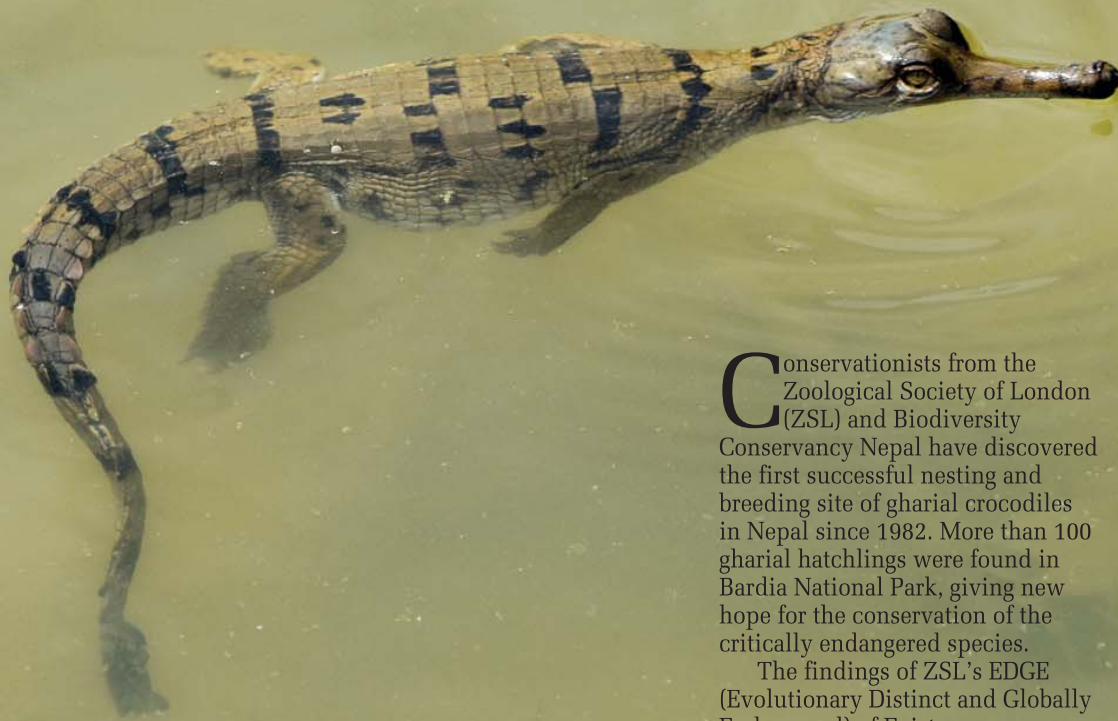 Conservationists from the
Zoological Society of London
(ZSL) and Biodiversity
Conservancy Nepal have discovered
the first successful nesting and
breeding site of gharial crocodiles
in Nepal since 1982. More than 100
gharial hatchlings were found in
Bardia National Park, giving new
hope for the conservation of the
critically endangered species.
The findings of ZSL's EDGE
(Evolutionary Distinct and Globally